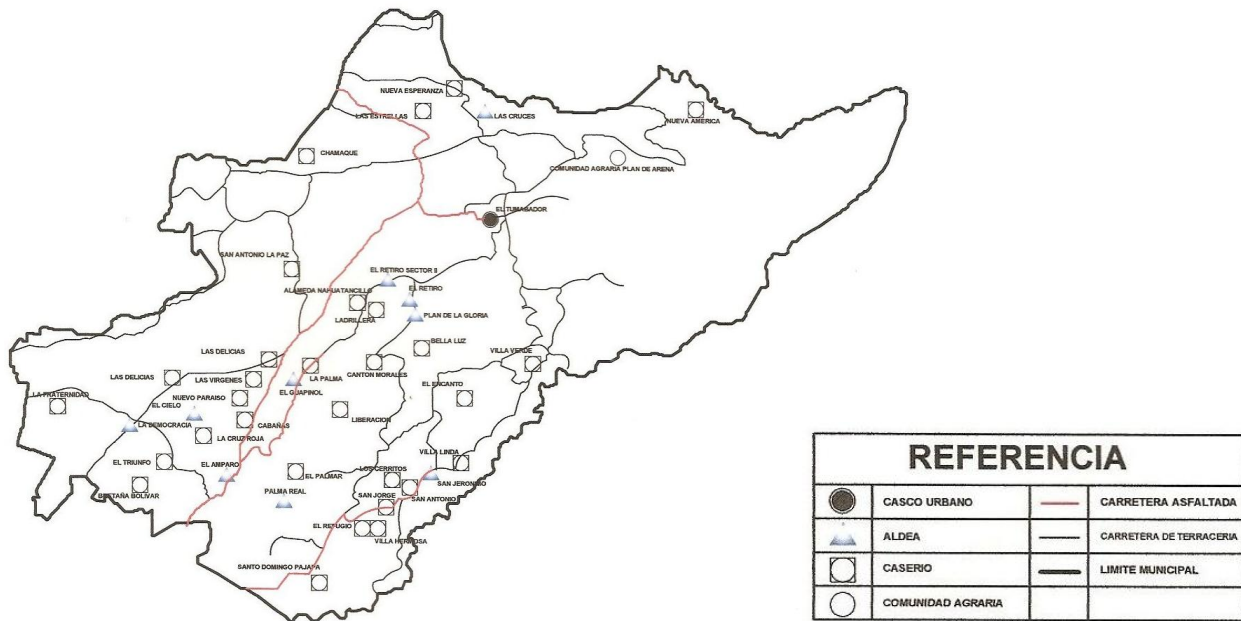 NUEVA ESPERANZA
LAS ESTRELLAS
LAS CRUCES
NUEVA AMERICA
CHAMAQUE
COMUNIDAD AGRARIA PLAN DE ARENA
EL TUMABADOR
SAN ANTONIO LA PAZ
EL RETIRO SECTOR II
ALAMEDA NAHUATANCILLO
EL RETIRO
LADRILLERA
PLAN DE LA GLORIA
BELLA LUZ
VILLA VERDE
LAS DELICIAS
LAS DELICIAS
LAS VIRGENES
LA PALMA
CANTON MORALES
EL GUAPINOL
EL ENCANTO
LA FRATERNIDAD
NUEVO PARAISO
EL CIELO
LIBERACION
LA DEMOCRACIA
CABAÑAS
LA CRUZ ROJA
VILLA LINDA
EL TRIUNFO
EL AMPARO
EL PALMAR
LOS CERRITOS
SAN JERONIMO
BRETAÑA BOLIVAR
PALMA REAL
SAN JORGE
SAN ANTONIO
EL REFUGIO
VILLA HERMOSA
SANTO DOMINGO PAJAPA
REFERENCIA
CASCO URBANO
CARRETERA ASFALTADA
ALDEA
CARRETERA DE TERRACERIA
CASERIO
LIMITE MUNICIPAL
COMUNIDAD AGRARIA